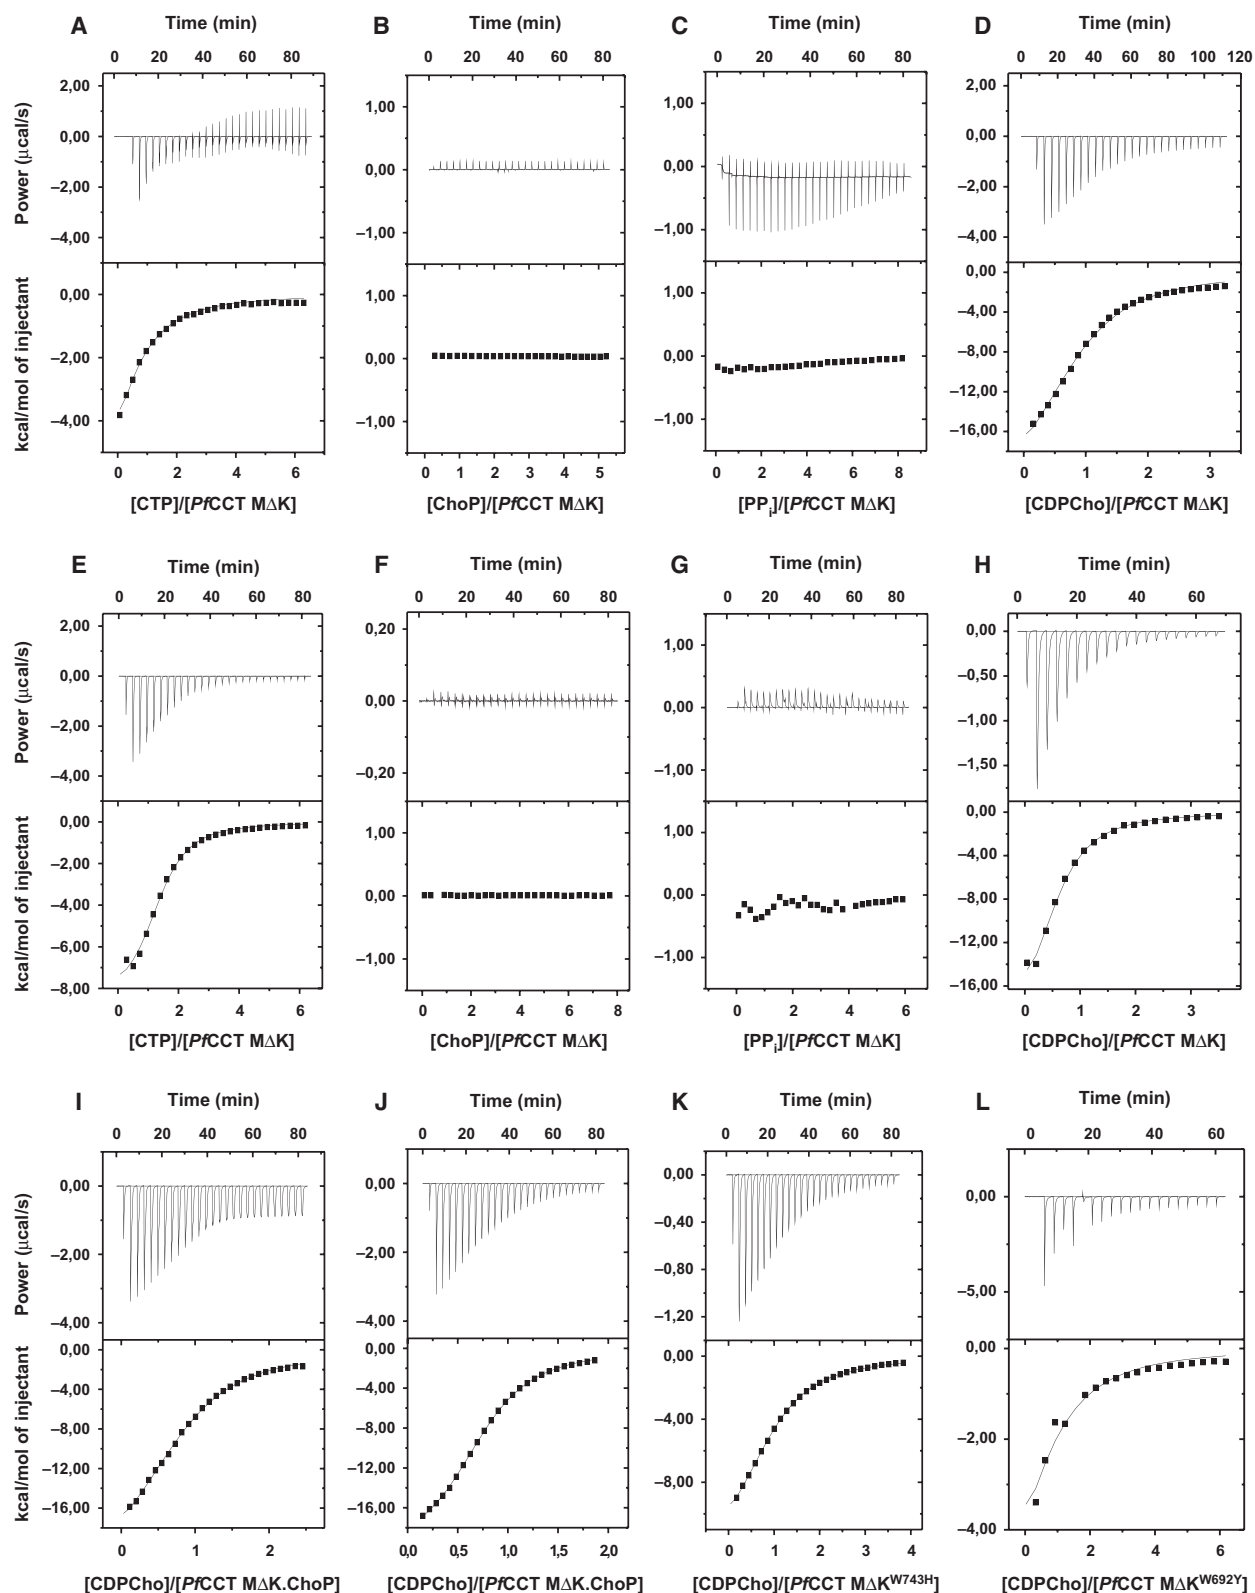 A Time (min) B Time (min) C Time (min) D Time (min)
0 20 40 60 80 0 20 40 60 80 0 10 20 30 40 50 60 70 80 0 20 40 60 80 100 120
Power (µcal/s)
2,00 0,00 –2,00 –4,00
1,00 0,00 –1,00
1,00 0,00 –1,00
2,00 0,00 –2,00 –4,00
kcal/mol of injectant
0,00 –2,00 –4,00
1,00 0,00 –1,00
1,00 0,00 –1,00
0,00 –4,00 –8,00 –12,00 –16,00
0 2 4 6 0 1 2 3 4 5 0 2 4 6 8 0 1 2 3
[CTP]/[PfCCT MΔK] [ChoP]/[PfCCT MΔK] [PPi]/[PfCCT MΔK] [CDPCho]/[PfCCT MΔK]
E Time (min) F Time (min) G Time (min) H Time (min)
0 20 40 60 80 0 10 20 30 40 50 60 70 80 0 20 40 60 80 0 20 40 60
Power (µcal/s)
2,00 0,00 –2,00 –4,00
0,20 0,00 –0,20
1,00 0,00 –1,00
0,00 –0,50 –1,00 –1,50
kcal/mol of injectant
0,00 –2,00 –4,00 –6,00 –8,00
1,00 0,00 –1,00
1,00 0,00 –1,00
0,00 –4,00 –8,00 –12,00 –16,00
0 2 4 6 0 2 4 6 8 0 1 2 3 4 5 6 0 1 2 3
[CTP]/[PfCCT MΔK] [ChoP]/[PfCCT MΔK] [PPi]/[PfCCT MΔK] [CDPCho]/[PfCCT MΔK]
I Time (min) J Time (min) K Time (min) L Time (min)
0 20 40 60 80 0 20 40 60 80 0 20 40 60 80 0 20 40 60
Power (µcal/s)
0,00 –2,00 –4,00
0,00 –2,00 –4,00
0,00 –0,40 –0,80 –1,20
0,00 –5,00
kcal/mol of injectant
0,00 –4,00 –8,00 –12,00 –16,00
0,00 –4,00 –8,00 –12,00 –16,00
0,00 –4,00 –8,00
0,00 –2,00 –4,00
0 1 2 0,0 0,5 1,0 1,5 2,0 0 1 2 3 4 0 2 4 6
[CDPCho]/[PfCCT MΔK.ChoP] [CDPCho]/[PfCCT MΔK.ChoP] [CDPCho]/[PfCCT MΔK^W743H] [CDPCho]/[PfCCT MΔK^W692Y]